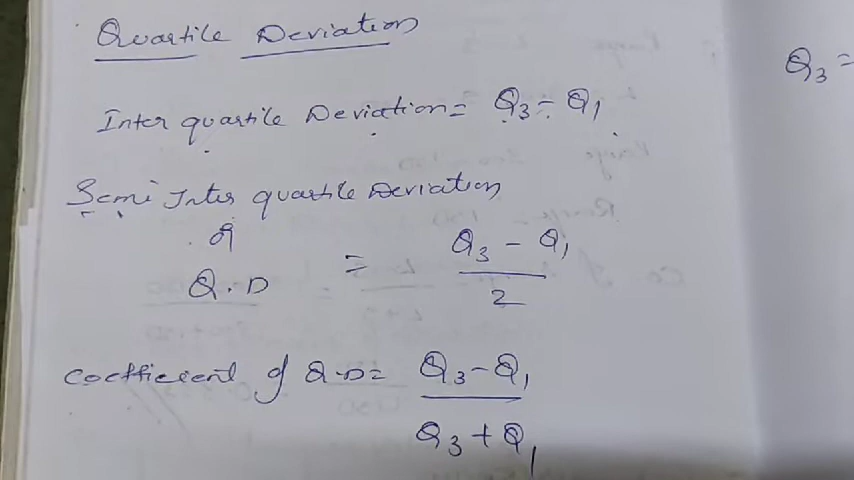 Quartile Deviation
Q3 =
Inter quartile Deviation = Q3 - Q1
Semi Inter quartile Deviation
or
Q.D = Q3 - Q1 / 2
Coefficient of Q.D = Q3 - Q1 / Q3 + Q1